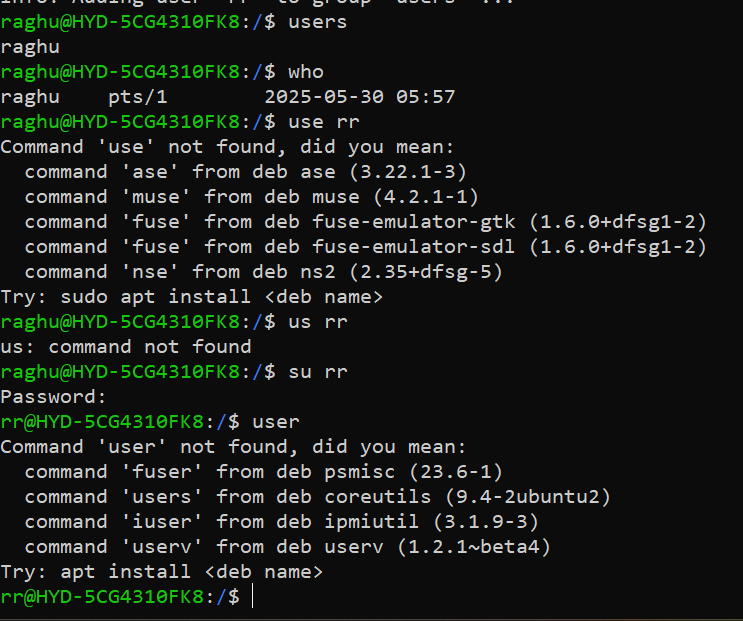 info: Adding user `rr' to group `users' ...
raghu@HYD-5CG4310FK8:/$ users
raghu
raghu@HYD-5CG4310FK8:/$ who
raghu    pts/1        2025-05-30 05:57
raghu@HYD-5CG4310FK8:/$ use rr
Command 'use' not found, did you mean:
  command 'ase' from deb ase (3.22.1-3)
  command 'muse' from deb muse (4.2.1-1)
  command 'fuse' from deb fuse-emulator-gtk (1.6.0+dfsg1-2)
  command 'fuse' from deb fuse-emulator-sdl (1.6.0+dfsg1-2)
  command 'nse' from deb ns2 (2.35+dfsg-5)
Try: sudo apt install <deb name>
raghu@HYD-5CG4310FK8:/$ us rr
us: command not found
raghu@HYD-5CG4310FK8:/$ su rr
Password:
rr@HYD-5CG4310FK8:/$ user
Command 'user' not found, did you mean:
  command 'fuser' from deb psmisc (23.6-1)
  command 'users' from deb coreutils (9.4-2ubuntu2)
  command 'iuser' from deb ipmiutil (3.1.9-3)
  command 'userv' from deb userv (1.2.1~beta4)
Try: apt install <deb name>
rr@HYD-5CG4310FK8:/$